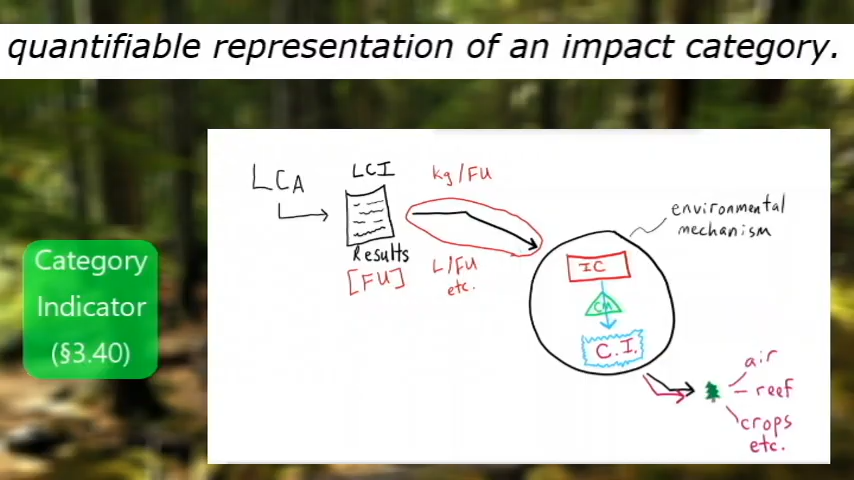 quantifiable representation of an impact category.
Category
Indicator
(§3.40)
LCA
LCI
Results
[FU]
kg/FU
L/FU
etc.
environmental
mechanism
IC
CM
C.I.
air
reef
crops
etc.